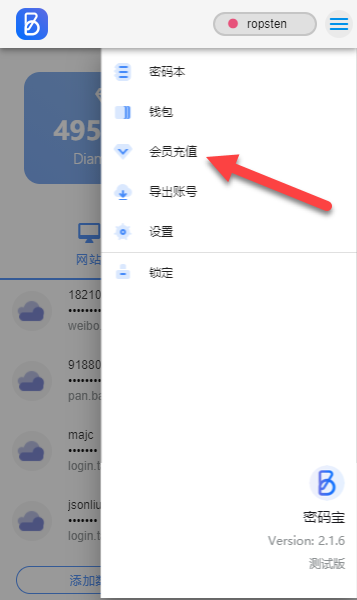 ropsten
密码本
钱包
495
会员充值
Dian
导出账号
网站
设置
锁定
18210
••••••••
weibo.
91880
••••••••
pan.ba
majc
•••••••
login.t
jsonliu
•••••••
login.t
密码宝
Version: 2.1.6
测试版
添加